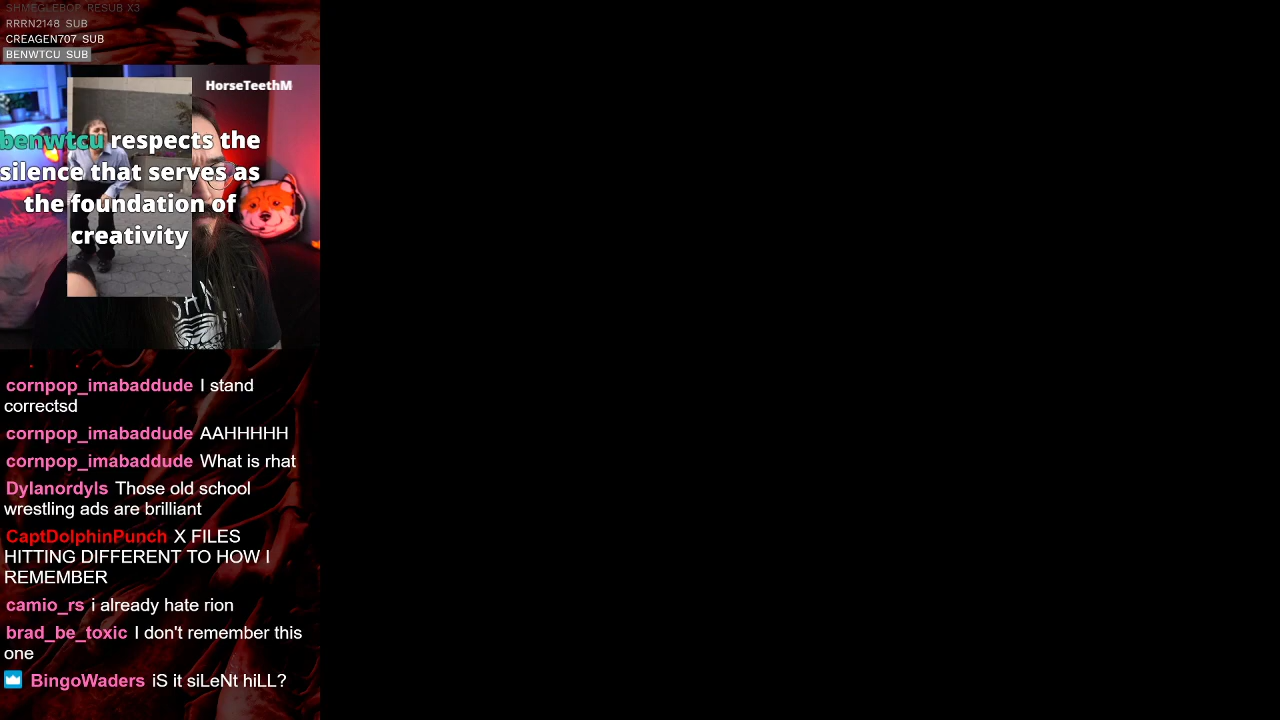 SHMEGLEBOP_RESUB X3
RRRN2148 SUB
CREAGEN707 SUB
BENWTCU SUB
HorseTeethM
benwtcu respects the
silence that serves as
the foundation of
creativity
cornpop_imabaddude I stand
correctsd
cornpop_imabaddude AAHHHHH
cornpop_imabaddude What is rhat
Dylanordyls Those old school
wrestling ads are brilliant
CaptDolphinPunch X FILES
HITTING DIFFERENT TO HOW I
REMEMBER
camio_rs i already hate rion
brad_be_toxic I don't remember this
one
BingoWaders iS it siLeNt hiLL?